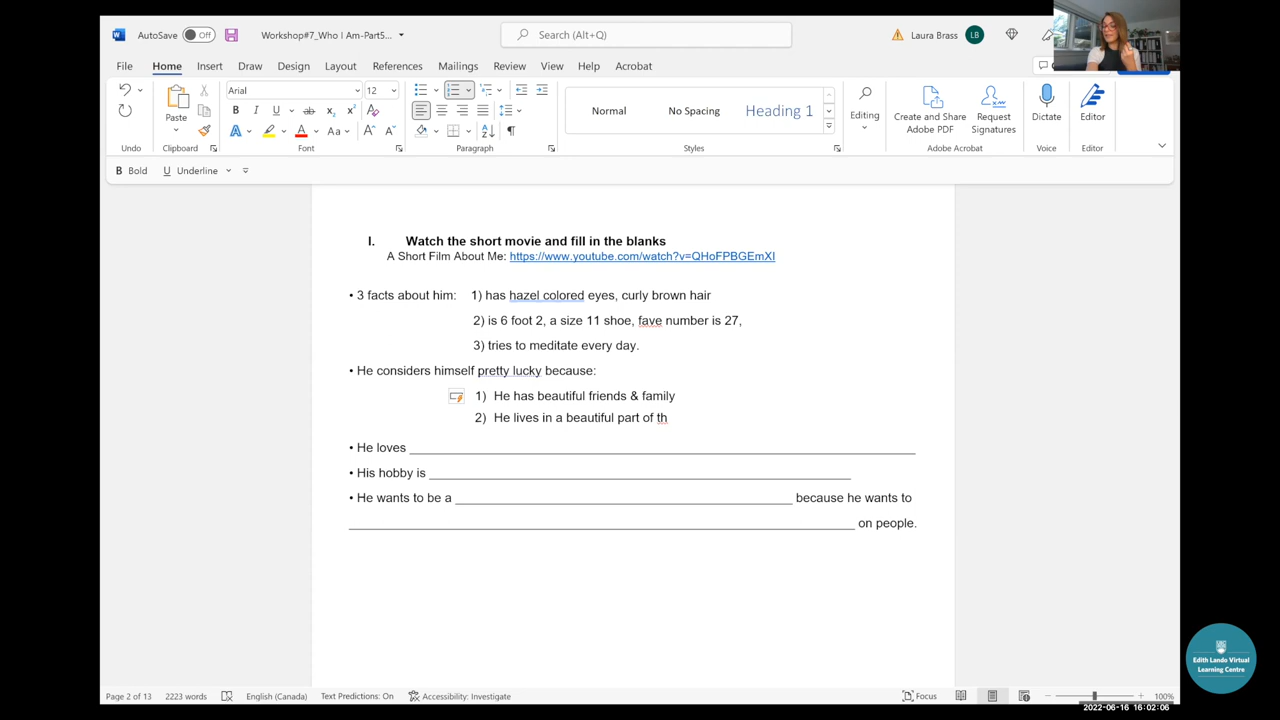 AutoSave Off Workshop#7_Who I Am-Part5... Search (Alt+Q) Laura Brass LB
File Home Insert Draw Design Layout References Mailings Review View Help Acrobat
Arial 12 Normal No Spacing Heading 1
Paste Editing Create and Share Adobe PDF Request Signatures Dictate Editor
Undo Clipboard Font Paragraph Styles Adobe Acrobat Voice Editor
B Bold U Underline
I. Watch the short movie and fill in the blanks
A Short Film About Me: https://www.youtube.com/watch?v=QHoFPBGEmXI
• 3 facts about him: 1) has hazel colored eyes, curly brown hair
2) is 6 foot 2, a size 11 shoe, fave number is 27,
3) tries to meditate every day.
• He considers himself pretty lucky because:
1) He has beautiful friends & family
2) He lives in a beautiful part of th
• He loves
• His hobby is
• He wants to be a because he wants to
on people.
UBC
Edith Lando Virtual
Learning Centre
Page 2 of 13 2223 words English (Canada) Text Predictions: On Accessibility: Investigate Focus 100%
2022-06-16 16:02:06